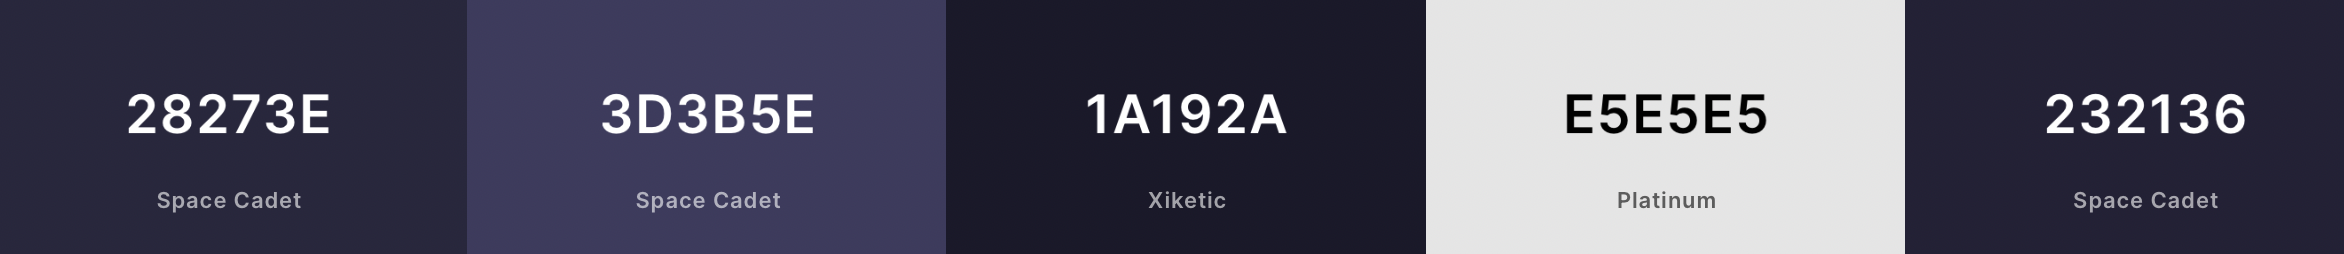 28273E
Space Cadet
3D3B5E
Space Cadet
1A192A
Xiketic
E5E5E5
Platinum
232136
Space Cadet